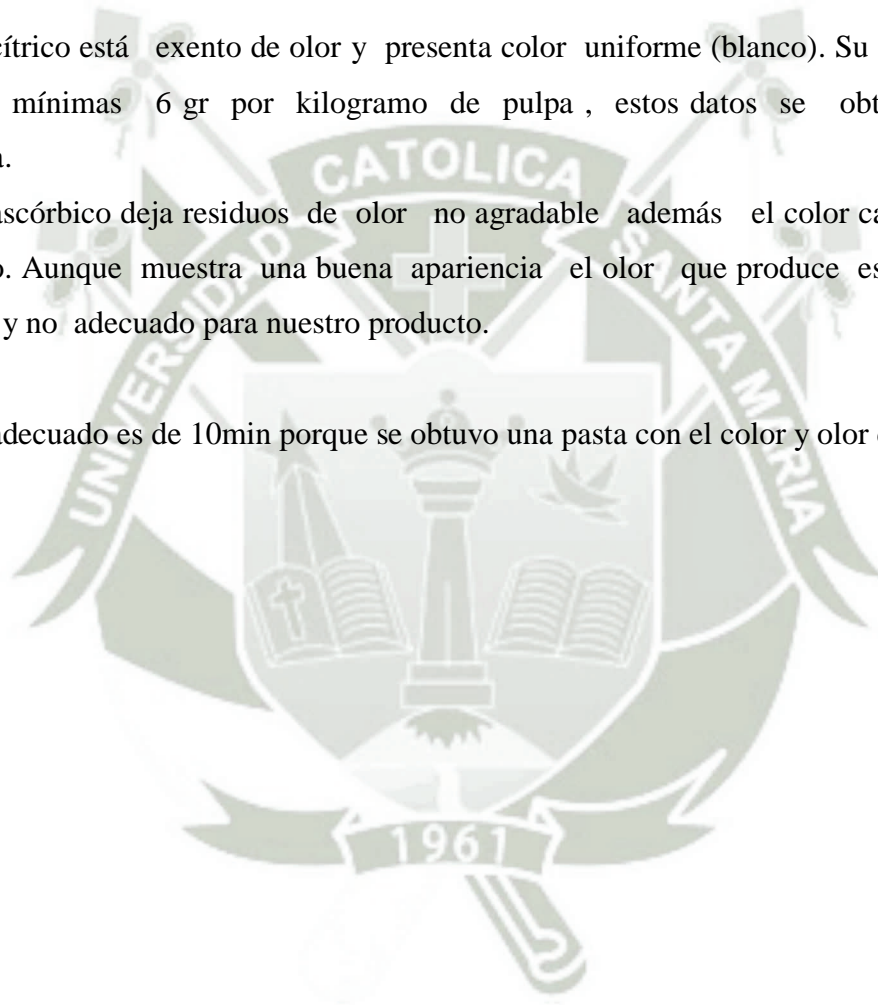 cítrico está exento de olor y presenta color uniforme (blanco). Su
mínimas 6 gr por kilogramo de pulpa , estos datos se obt
a.
ascórbico deja residuos de olor no agradable además el color ca
o. Aunque muestra una buena apariencia el olor que produce es
y no adecuado para nuestro producto.
adecuado es de 10min porque se obtuvo una pasta con el color y olor
UNIVERSIDAD CATOLICA SANTA MARIA
1961